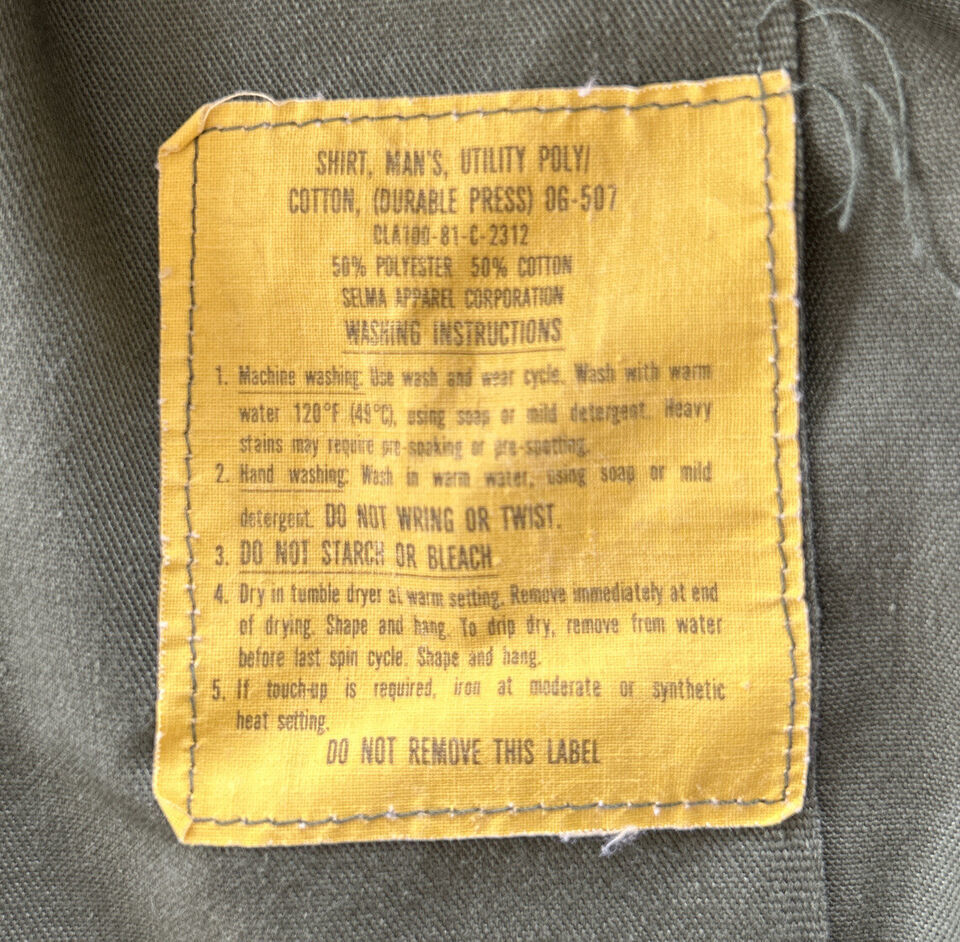 SHIRT, MAN'S, UTILITY POLY/
COTTON, (DURABLE PRESS) OG-507
CLA100-81-C-2312
50% POLYESTER 50% COTTON
SELMA APPAREL CORPORATION
WASHING INSTRUCTIONS
1. Machine washing: Use wash and wear cycle. Wash with warm
water 120°F (49°C), using soap or mild detergent. Heavy
stains may require pre-soaking or pre-spotting.
2. Hand washing: Wash in warm water, using soap or mild
detergent. DO NOT WRING OR TWIST.
3. DO NOT STARCH OR BLEACH
4. Dry in tumble dryer at warm setting. Remove immediately at end
of drying. Shape and hang. To drip dry, remove from water
before last spin cycle. Shape and hang.
5. If touch-up is required, iron at moderate or synthetic
heat setting.
DO NOT REMOVE THIS LABEL